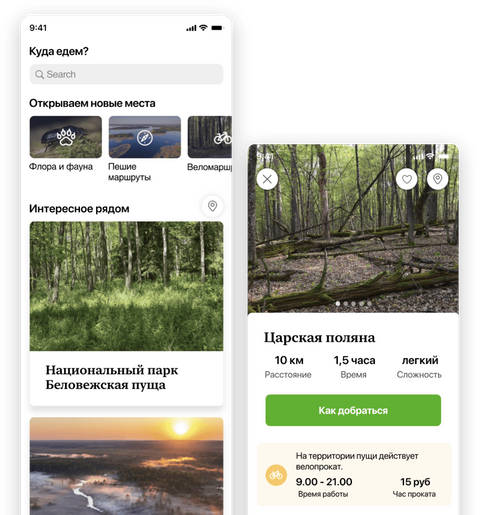 9:41
Куда едем?
Search
Открываем новые места
Флора и фауна
Пешие
маршруты
Веломарш
Интересное рядом
Национальный парк
Беловежская пуща
9:41
Царская поляна
10 км
Расстояние
1,5 часа
Время
легкий
Сложность
Как добраться
На территории пущи действует
велопрокат.
9.00 - 21.00
Время работы
15 руб
Час проката